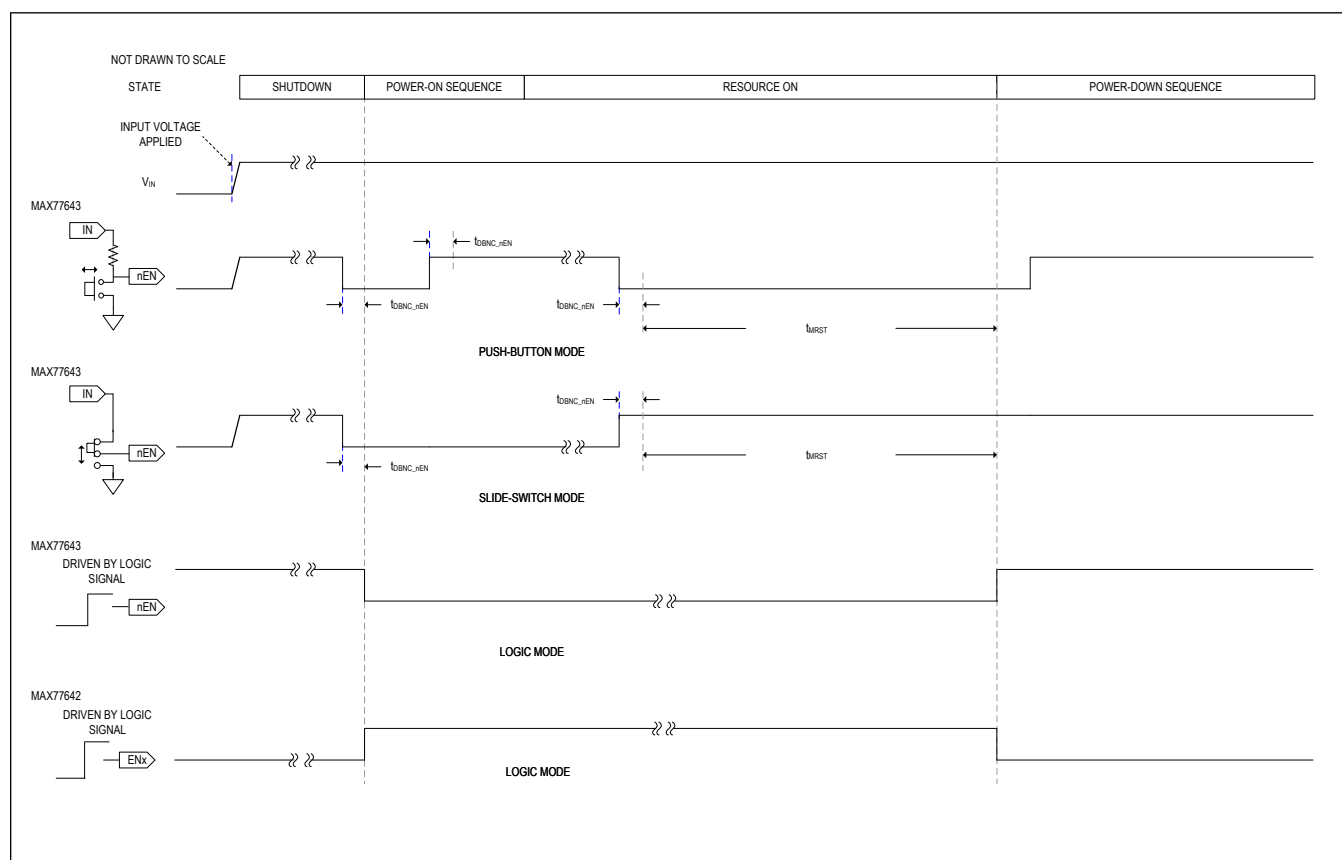 NOT DRAWN TO SCALE
STATE
SHUTDOWN
POWER-ON SEQUENCE
RESOURCE ON
POWER-DOWN SEQUENCE
INPUT VOLTAGE
APPLIED
VIN
MAX77643
IN
nEN
tDBNC_nEN
tDBNC_nEN
tDBNC_nEN
tMRST
PUSH-BUTTON MODE
MAX77643
IN
nEN
tDBNC_nEN
tDBNC_nEN
tMRST
SLIDE-SWITCH MODE
MAX77643
DRIVEN BY LOGIC
SIGNAL
nEN
LOGIC MODE
MAX77642
DRIVEN BY LOGIC
SIGNAL
ENx
LOGIC MODE